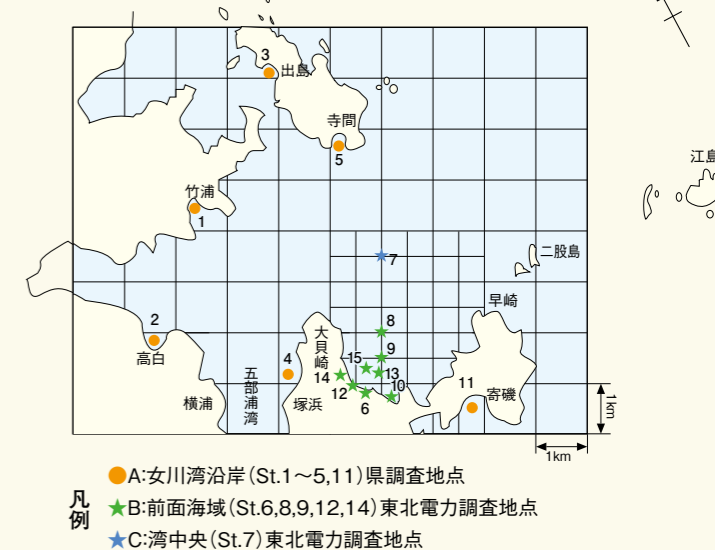 3
出島
寺間
5
江島
竹浦
1
7
二股島
早崎
2
高白
大貝崎
8
9
15
13
14
12
10
6
4
五部浦湾
横浦
塚浜
11
寄磯
1km
1km
凡例
A:女川湾沿岸(St.1～5,11)県調査地点
B:前面海域(St.6,8,9,12,14)東北電力調査地点
C:湾中央(St.7)東北電力調査地点